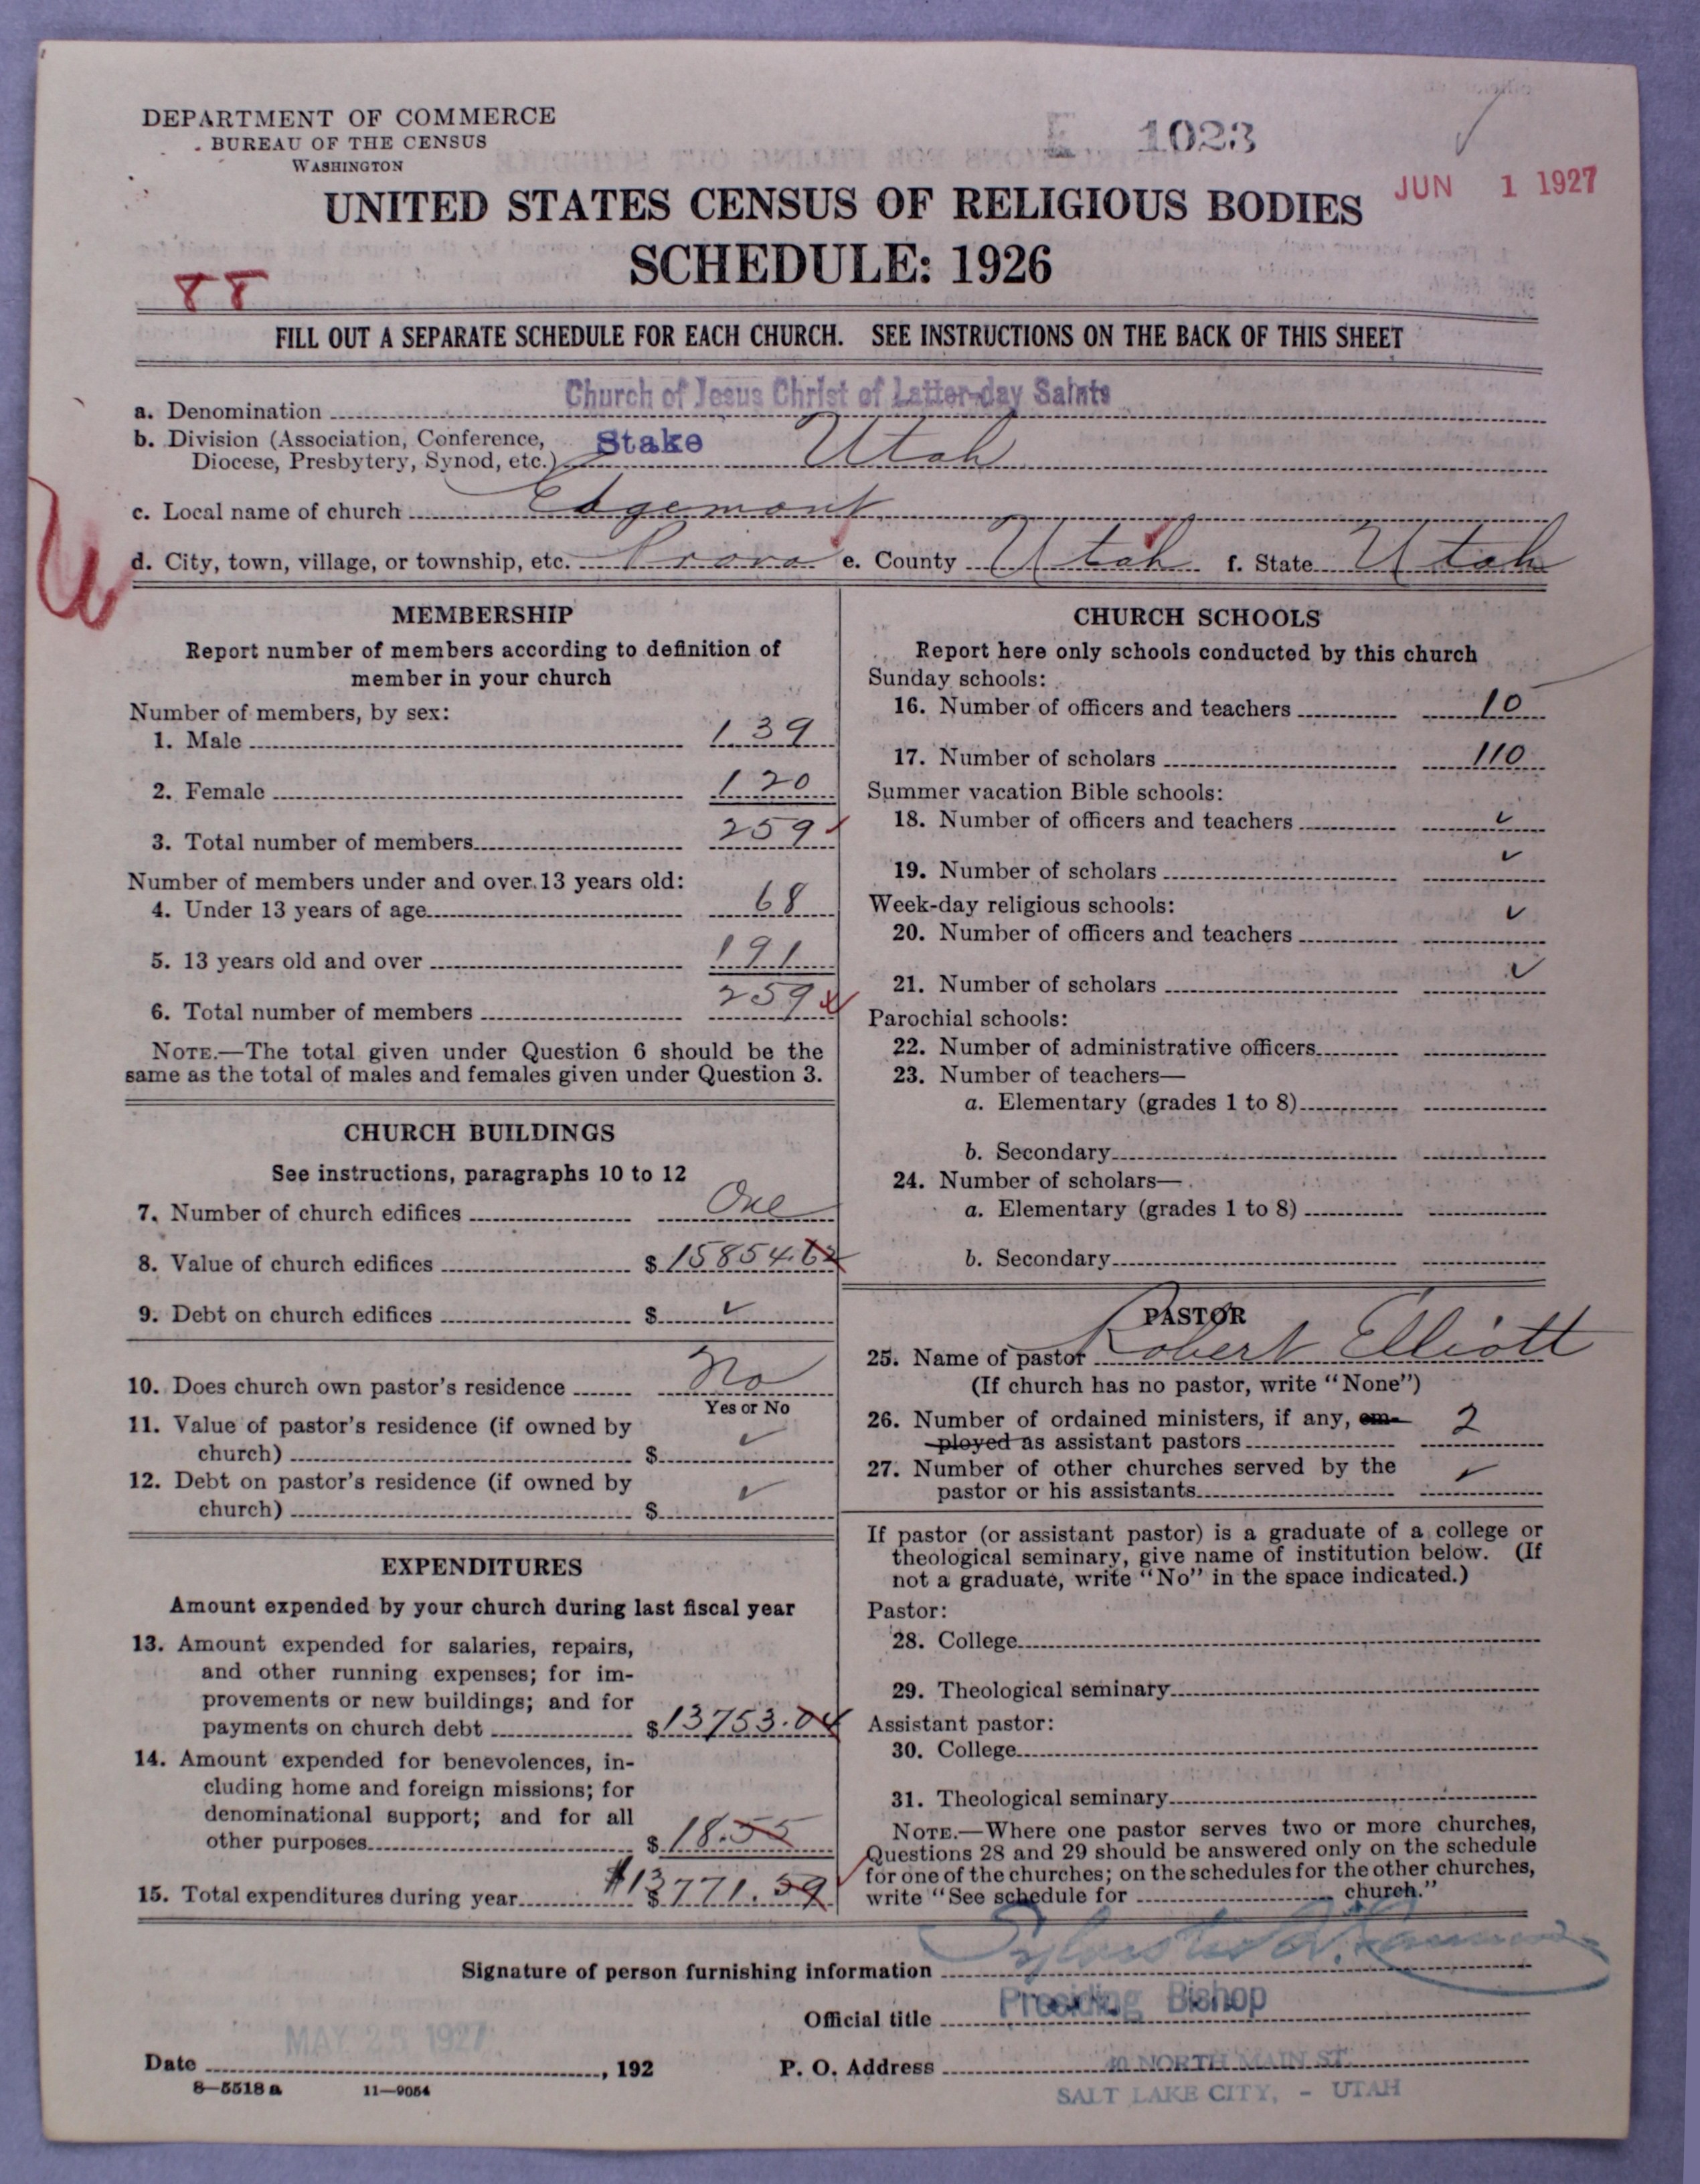 DEPARTMENT OF COMMERCE
BUREAU OF THE CENSUS
WASHINGTON
E 1023
JUN 1 1927
UNITED STATES CENSUS OF RELIGIOUS BODIES
SCHEDULE: 1926
88
FILL OUT A SEPARATE SCHEDULE FOR EACH CHURCH. SEE INSTRUCTIONS ON THE BACK OF THIS SHEET
a. Denomination Church of Jesus Christ of Latter-day Saints
b. Division (Association, Conference, Diocese, Presbytery, Synod, etc.) Stake Utah
c. Local name of church Edgemont
d. City, town, village, or township, etc. Provo e. County Utah f. State Utah
MEMBERSHIP
Report number of members according to definition of
member in your church
Number of members, by sex:
1. Male 139
2. Female 120
3. Total number of members 259
Number of members under and over 13 years old:
4. Under 13 years of age 68
5. 13 years old and over 191
6. Total number of members 259
NOTE.—The total given under Question 6 should be the
same as the total of males and females given under Question 3.
CHURCH BUILDINGS
See instructions, paragraphs 10 to 12
7. Number of church edifices One
8. Value of church edifices $ 15854.62
9. Debt on church edifices $ ✓
10. Does church own pastor's residence No
Yes or No
11. Value of pastor's residence (if owned by
church) $ ✓
12. Debt on pastor's residence (if owned by
church) $ ✓
EXPENDITURES
Amount expended by your church during last fiscal year
13. Amount expended for salaries, repairs,
and other running expenses; for im-
provements or new buildings; and for
payments on church debt $ 13753.04
14. Amount expended for benevolences, in-
cluding home and foreign missions; for
denominational support; and for all
other purposes $ 18.55
15. Total expenditures during year $13 $ 771.59
CHURCH SCHOOLS
Report here only schools conducted by this church
Sunday schools:
16. Number of officers and teachers 10
17. Number of scholars 110
Summer vacation Bible schools:
18. Number of officers and teachers ✓
19. Number of scholars ✓
Week-day religious schools:
20. Number of officers and teachers ✓
21. Number of scholars ✓
Parochial schools:
22. Number of administrative officers
23. Number of teachers—
a. Elementary (grades 1 to 8)
b. Secondary
24. Number of scholars—
a. Elementary (grades 1 to 8)
b. Secondary
PASTOR
25. Name of pastor Robert Elliott
(If church has no pastor, write "None")
26. Number of ordained ministers, if any, em-
ployed as assistant pastors 2
27. Number of other churches served by the
pastor or his assistants ✓
If pastor (or assistant pastor) is a graduate of a college or
theological seminary, give name of institution below. (If
not a graduate, write "No" in the space indicated.)
Pastor:
28. College
29. Theological seminary
Assistant pastor:
30. College
31. Theological seminary
NOTE.—Where one pastor serves two or more churches,
Questions 28 and 29 should be answered only on the schedule
for one of the churches; on the schedules for the other churches,
write "See schedule for church."
Signature of person furnishing information
Official title Presiding Bishop
MAY 25 1927
Date , 192 P. O. Address 40 NORTH MAIN ST.
8—5518 a 11—9054 SALT LAKE CITY, - UTAH